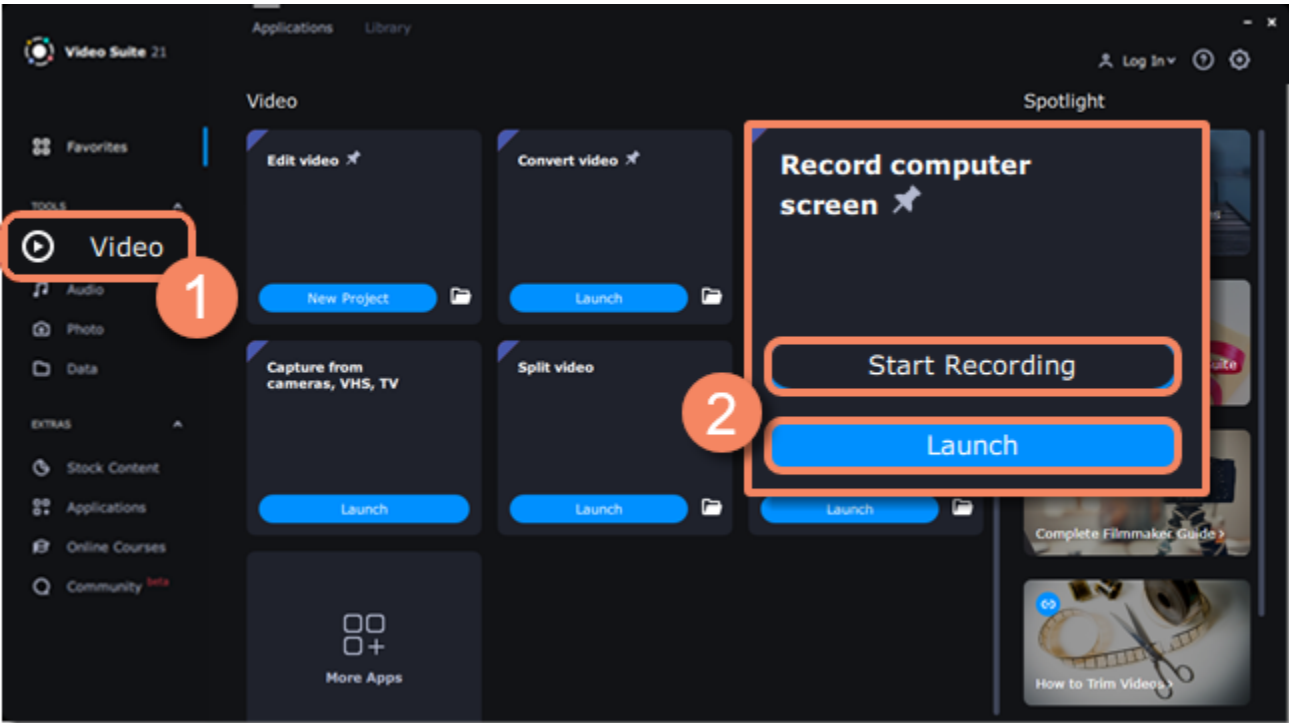 Applications Library
Video Suite 21
Log In
Video
Spotlight
Favorites
TOOLS
Video
1
Audio
Photo
Data
EXTRAS
Stock Content
Applications
Online Courses
Community beta
Edit video
New Project
Convert video
Launch
Record computer
screen
Start Recording
2
Launch
Capture from
cameras, VHS, TV
Launch
Split video
Launch
Launch
More Apps
Complete Filmmaker Guide >
How to Trim Videos >